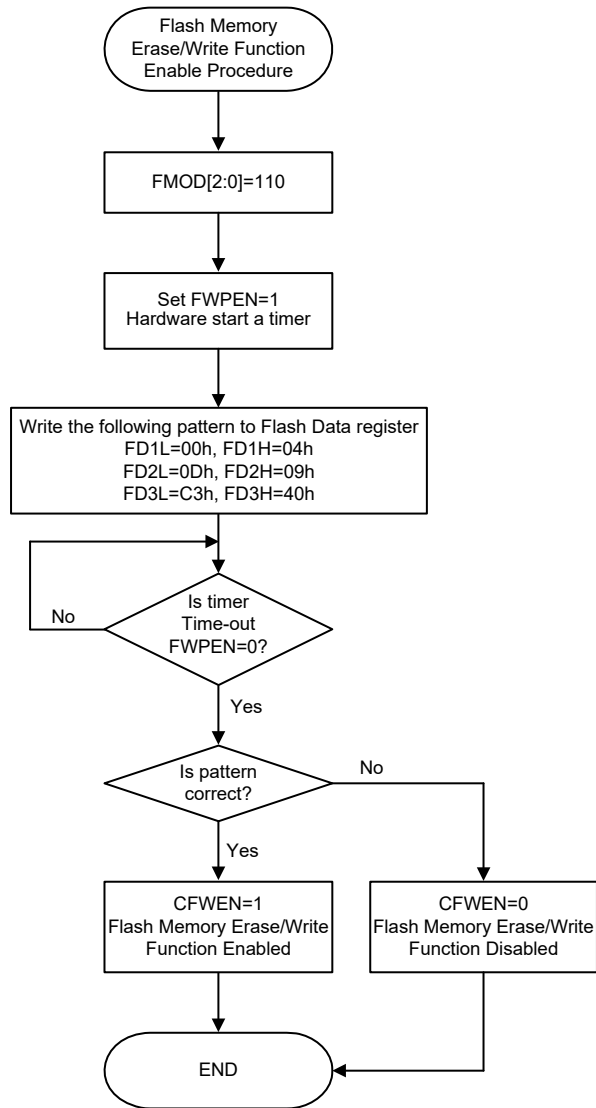 Flash Memory
Erase/Write Function
Enable Procedure
FMOD[2:0]=110
Set FWPEN=1
Hardware start a timer
Write the following pattern to Flash Data register
FD1L=00h, FD1H=04h
FD2L=0Dh, FD2H=09h
FD3L=C3h, FD3H=40h
Is timer
Time-out
FWPEN=0?
No
Yes
Is pattern
correct?
No
Yes
CFWEN=1
Flash Memory Erase/Write
Function Enabled
CFWEN=0
Flash Memory Erase/Write
Function Disabled
END